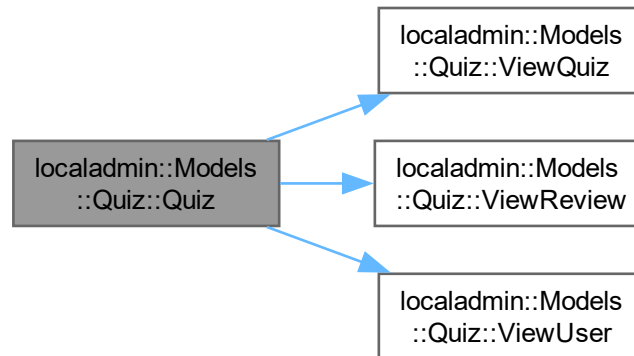 localadmin::Models
::Quiz::Quiz
localadmin::Models
::Quiz::ViewQuiz
localadmin::Models
::Quiz::ViewReview
localadmin::Models
::Quiz::ViewUser